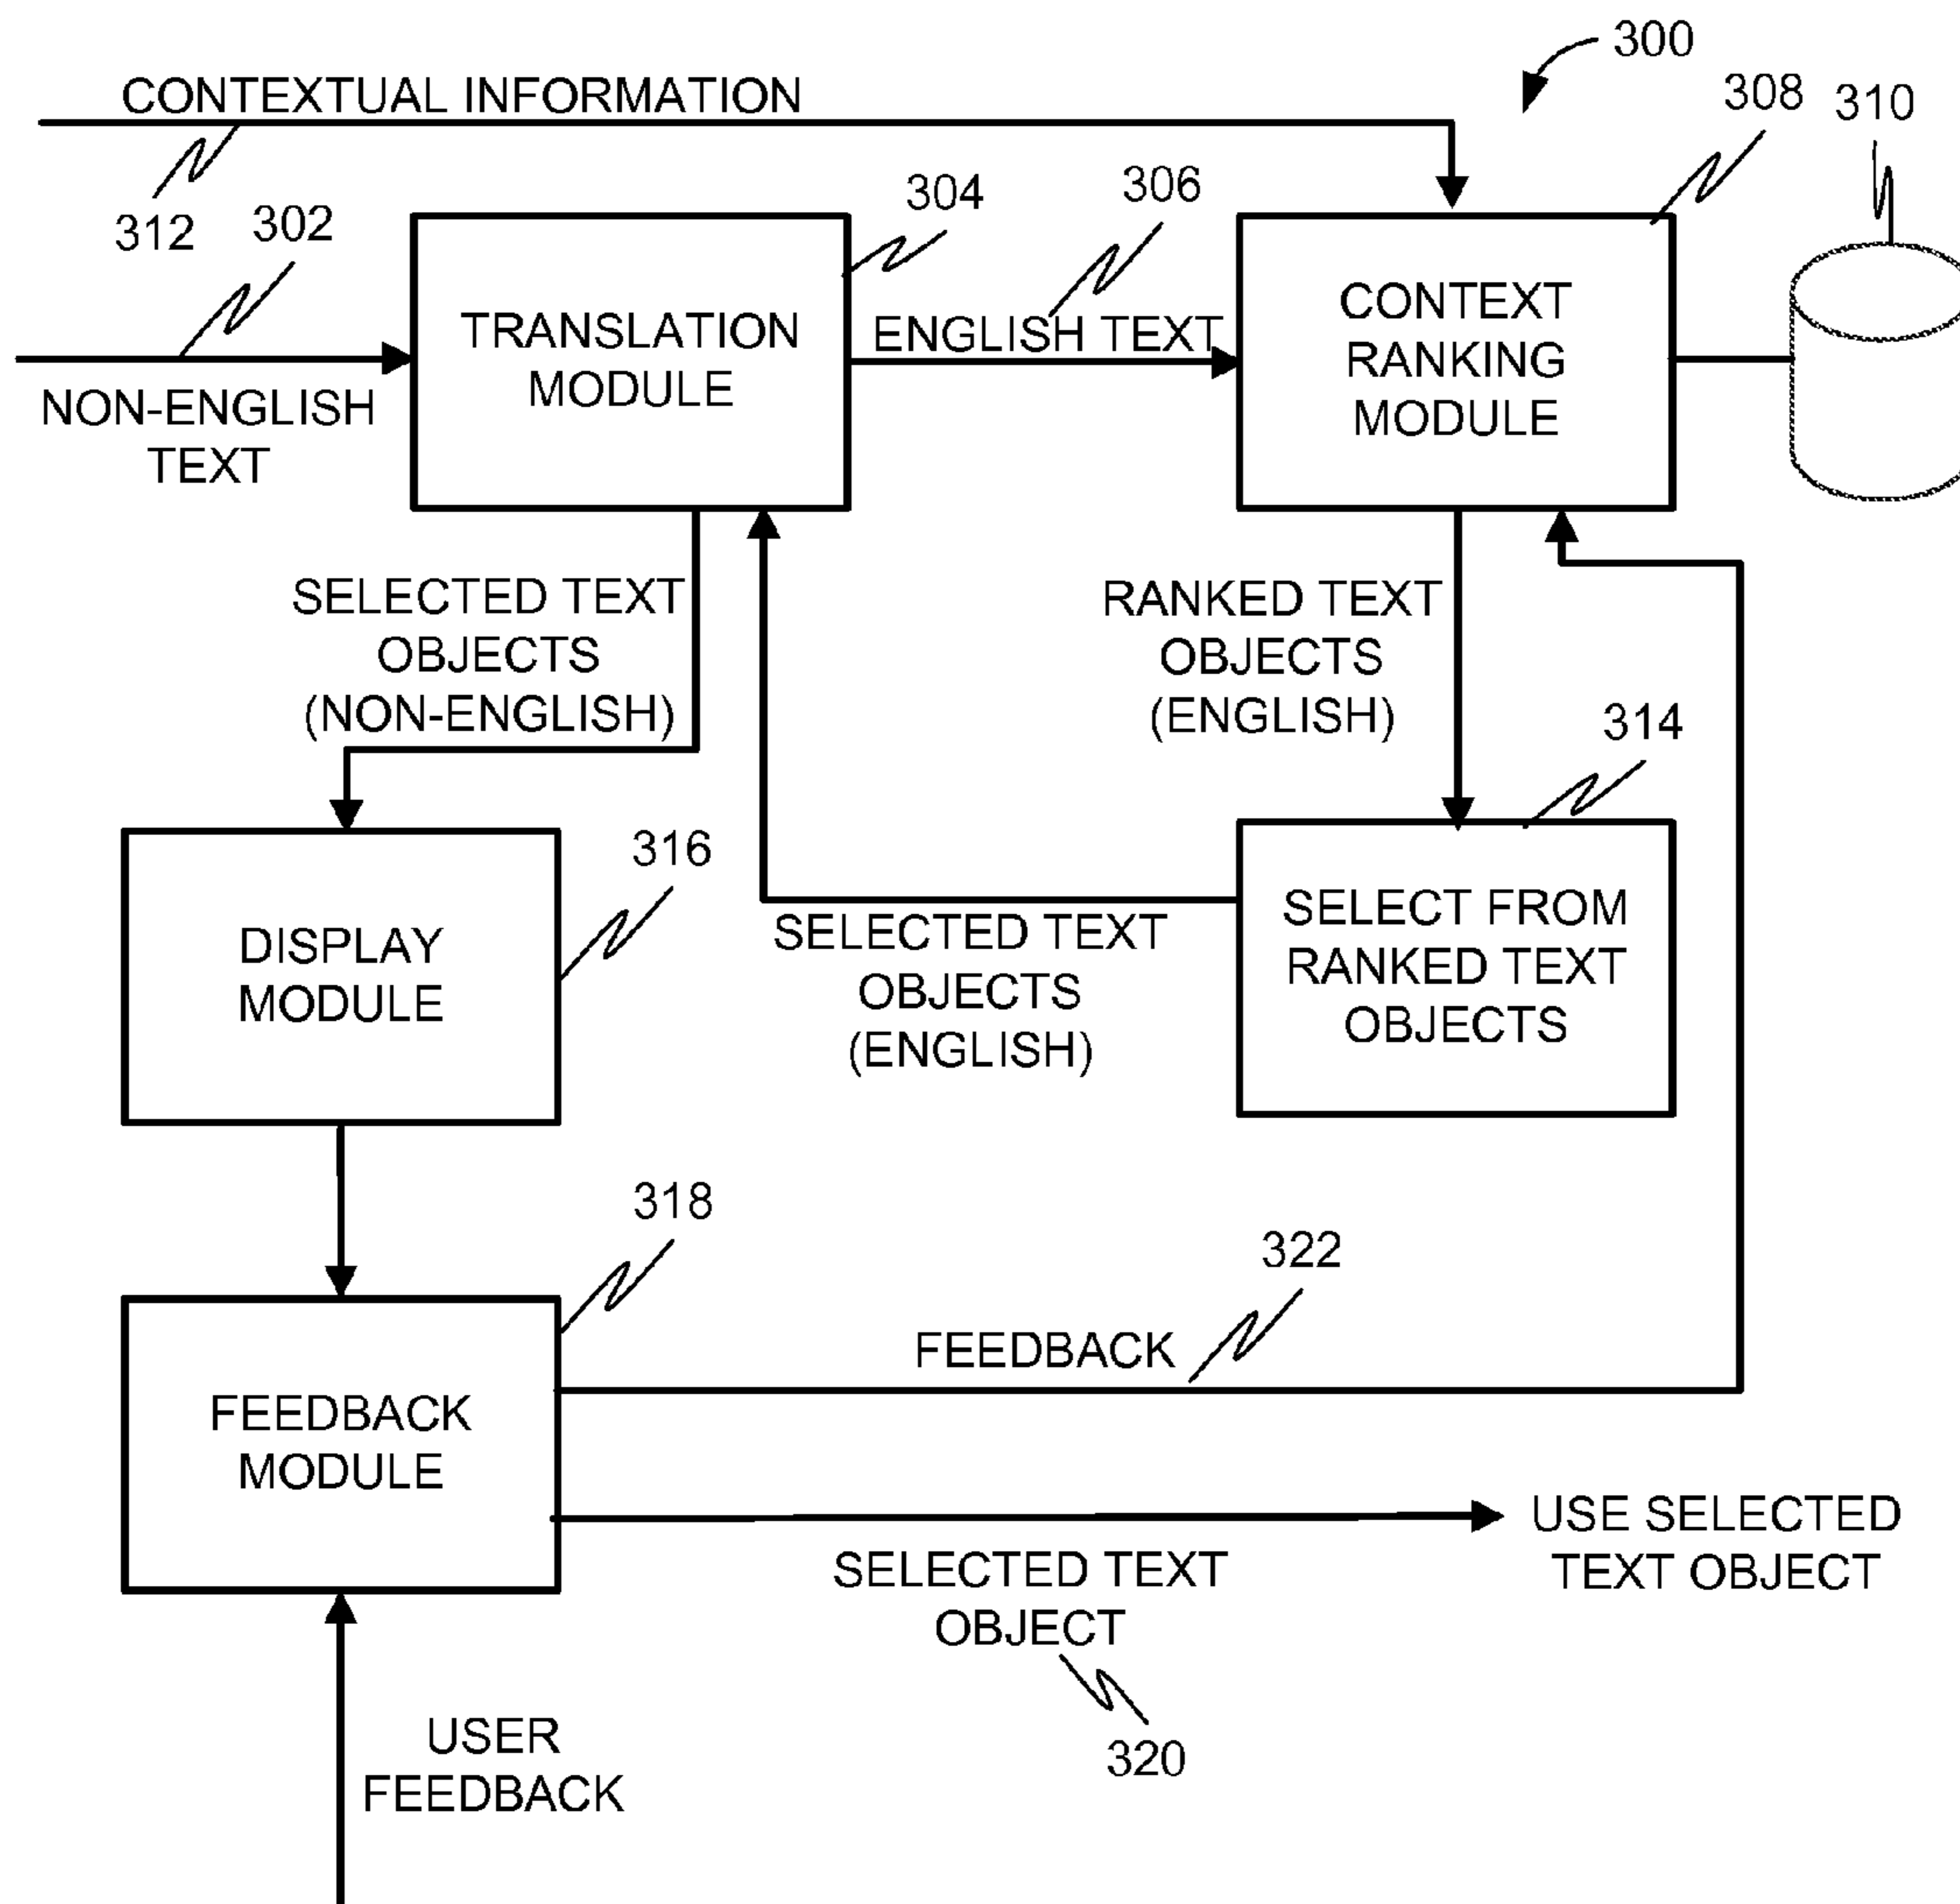 300
CONTEXTUAL INFORMATION
308
310
312
302
304
306
NON-ENGLISH
TEXT
TRANSLATION
MODULE
ENGLISH TEXT
CONTEXT
RANKING
MODULE
SELECTED TEXT
OBJECTS
(NON-ENGLISH)
RANKED TEXT
OBJECTS
(ENGLISH)
314
316
DISPLAY
MODULE
SELECTED TEXT
OBJECTS
(ENGLISH)
SELECT FROM
RANKED TEXT
OBJECTS
318
322
FEEDBACK
FEEDBACK
MODULE
SELECTED TEXT
OBJECT
320
USE SELECTED
TEXT OBJECT
USER
FEEDBACK